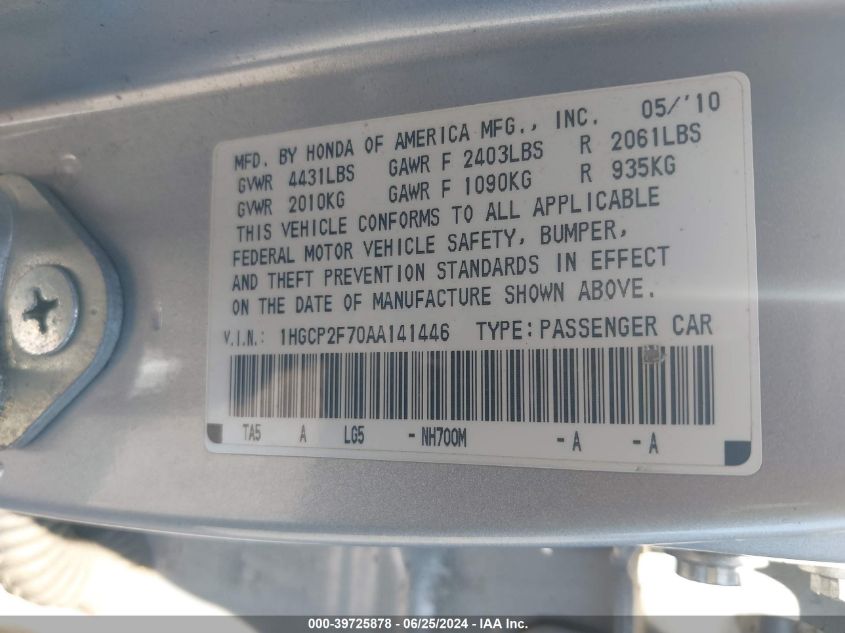 MFD. BY HONDA OF AMERICA MFG., INC. 05/'10
GVWR 4431LBS GAWR F 2403LBS R 2061LBS
GVWR 2010KG GAWR F 1090KG R 935KG
THIS VEHICLE CONFORMS TO ALL APPLICABLE
FEDERAL MOTOR VEHICLE SAFETY, BUMPER,
AND THEFT PREVENTION STANDARDS IN EFFECT
ON THE DATE OF MANUFACTURE SHOWN ABOVE.
V.I.N.: 1HGCP2F70AA141446 TYPE: PASSENGER CAR
TA5 A LG5 - NH700M - A - A
000-39725878 - 06/25/2024 - IAA Inc.